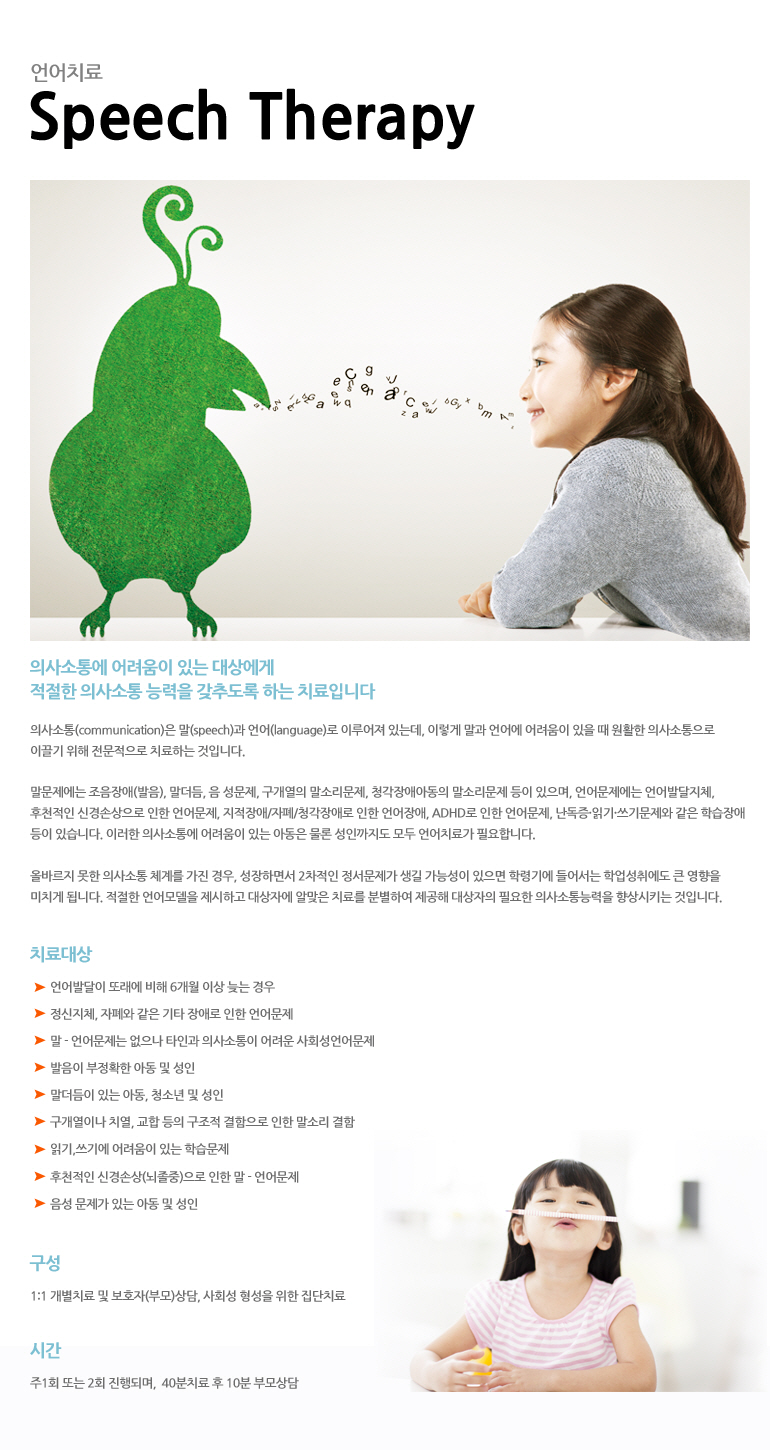 언어치료
Speech Therapy
의사소통에 어려움이 있는 대상에게
적절한 의사소통 능력을 갖추도록 하는 치료입니다
의사소통(communication)은 말(speech)과 언어(language)로 이루어져 있는데, 이렇게 말과 언어에 어려움이 있을 때 원활한 의사소통으로
이끌기 위해 전문적으로 치료하는 것입니다.
말문제에는 조음장애(발음), 말더듬, 음 성문제, 구개열의 말소리문제, 청각장애아동의 말소리문제 등이 있으며, 언어문제에는 언어발달지체,
후천적인 신경손상으로 인한 언어문제, 지적장애/자폐/청각장애로 인한 언어장애, ADHD로 인한 언어문제, 난독증·읽기·쓰기문제와 같은 학습장애
등이 있습니다. 이러한 의사소통에 어려움이 있는 아동은 물론 성인까지도 모두 언어치료가 필요합니다.
올바르지 못한 의사소통 체계를 가진 경우, 성장하면서 2차적인 정서문제가 생길 가능성이 있으면 학령기에 들어서는 학업성취에도 큰 영향을
미치게 됩니다. 적절한 언어모델을 제시하고 대상자에 알맞은 치료를 분별하여 제공해 대상자의 필요한 의사소통능력을 향상시키는 것입니다.
치료대상
➤ 언어발달이 또래에 비해 6개월 이상 늦는 경우
➤ 정신지체, 자폐와 같은 기타 장애로 인한 언어문제
➤ 말 - 언어문제는 없으나 타인과 의사소통이 어려운 사회성언어문제
➤ 발음이 부정확한 아동 및 성인
➤ 말더듬이 있는 아동, 청소년 및 성인
➤ 구개열이나 치열, 교합 등의 구조적 결함으로 인한 말소리 결함
➤ 읽기,쓰기에 어려움이 있는 학습문제
➤ 후천적인 신경손상(뇌졸중)으로 인한 말 - 언어문제
➤ 음성 문제가 있는 아동 및 성인
구성
1:1 개별치료 및 보호자(부모)상담, 사회성 형성을 위한 집단치료
시간
주1회 또는 2회 진행되며, 40분치료 후 10분 부모상담